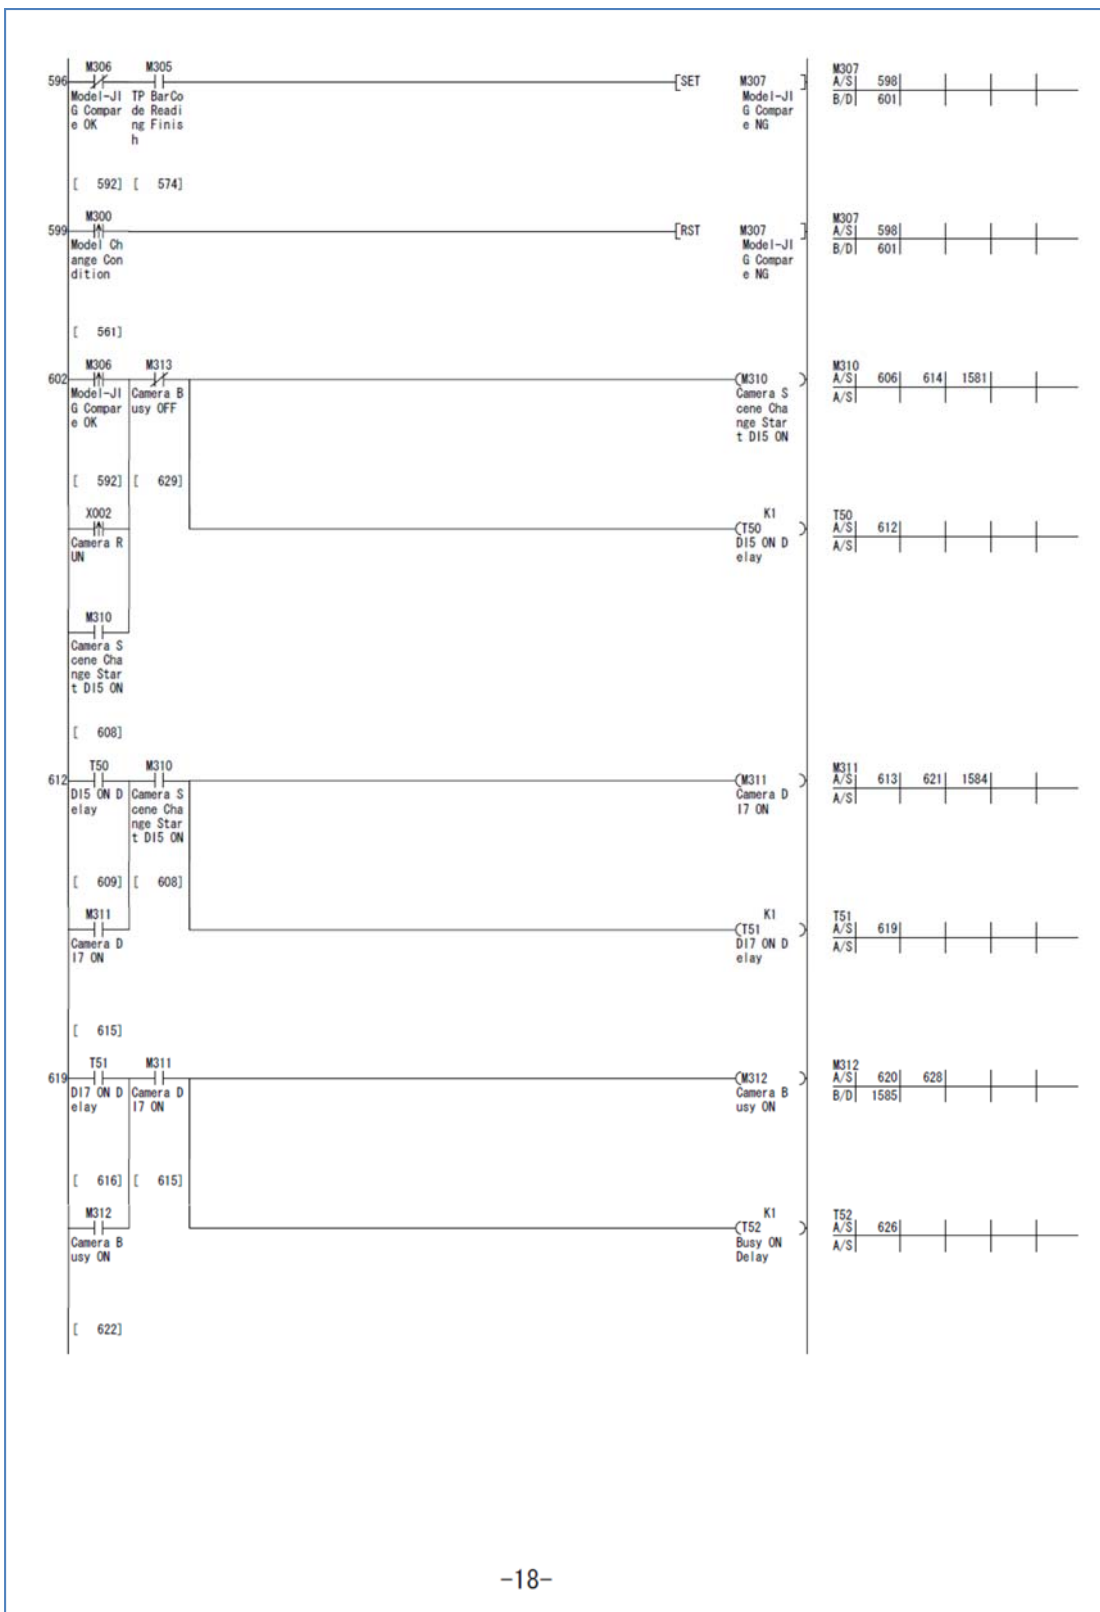 M306 M305 M307
596 [SET M307 ] A/S 598
Model-JI TP BarCo Model-JI B/D 601
G Compar de Readi G Compar
e OK ng Finis e NG
h
[ 592] [ 574]
M300 M307
599 [RST M307 ] A/S 598
Model Ch Model-JI B/D 601
ange Con G Compar
dition e NG
[ 561]
M306 M313 M310
602 (M310 ) A/S 606 614 1581
Model-JI Camera B Camera S A/S
G Compar usy OFF cene Cha
e OK nge Star
t DI5 ON
[ 592] [ 629]
X002 K1 T50
(T50 ) A/S 612
Camera R DI5 ON D A/S
UN elay
M310
Camera S
cene Cha
nge Star
t DI5 ON
[ 608]
T50 M310 M311
612 (M311 ) A/S 613 621 1584
DI5 ON D Camera S Camera D A/S
elay cene Cha I7 ON
nge Star
t DI5 ON
[ 609] [ 608]
M311 K1 T51
(T51 ) A/S 619
Camera D DI7 ON D A/S
I7 ON elay
[ 615]
T51 M311 M312
619 (M312 ) A/S 620 628
DI7 ON D Camera D Camera B B/D 1585
elay I7 ON usy ON
[ 616] [ 615]
M312 K1 T52
(T52 ) A/S 626
Camera B Busy ON A/S
usy ON Delay
[ 622]
-18-